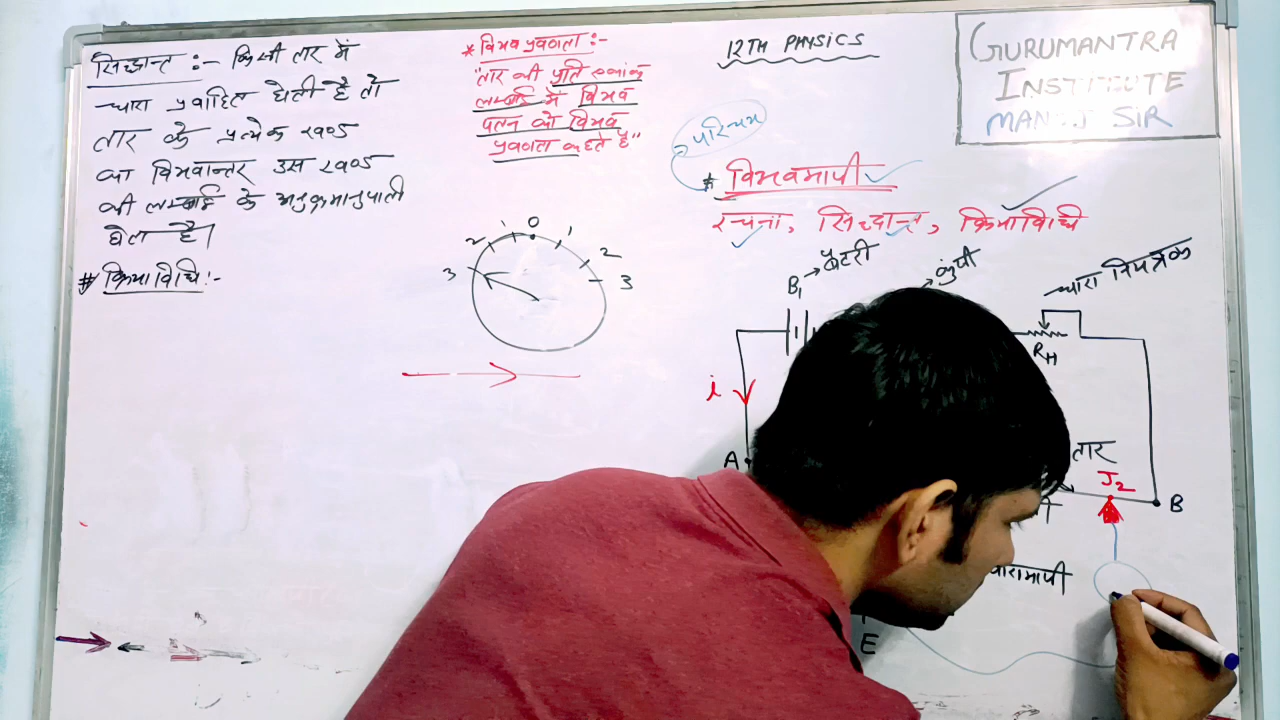 सिद्धान्त :- किसी तार में
धारा प्रवाहित होती है तो
तार के प्रत्येक खण्ड
का विभवान्तर उस खण्ड
की लम्बाई के अनुक्रमानुपाती
होता है।
# क्रियाविधि :-
* विभव प्रवणता :-
"तार की प्रति एकांक
लम्बाई में विभव
पतन को विभव
प्रवणता कहते हैं"
3 2 1 0 1 2 3
12TH PHYSICS
GURUMANTRA
INSTITUTE
MANOJ SIR
परिचय
* विभवमापी
रचना, सिद्धान्त, क्रियाविधि
B₁ → बैटरी
कुंजी
धारा नियंत्रक
RH
i
A
तार
J₂
B
धारामापी
E